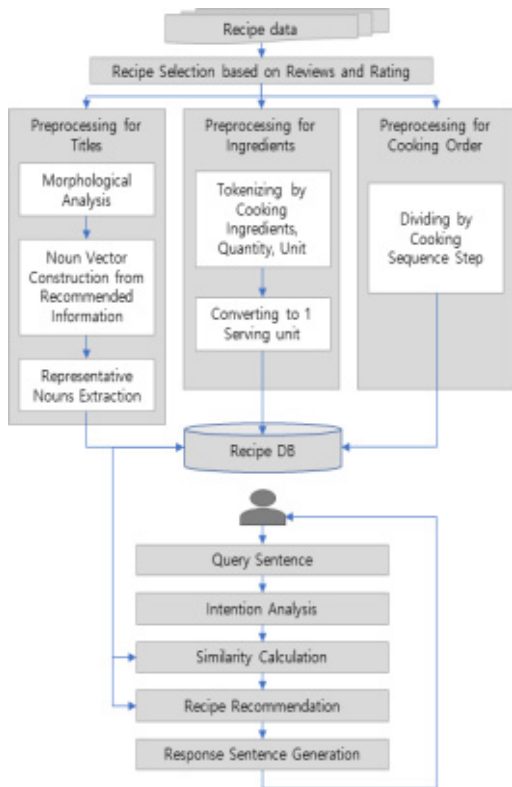 Recipe data
Recipe Selection based on Reviews and Rating
Preprocessing for
Titles
Morphological
Analysis
Noun Vector
Construction from
Recommended
Information
Representative
Nouns Extraction
Preprocessing for
Ingredients
Tokenizing by
Cooking
Ingredients,
Quantity, Unit
Converting to 1
Serving unit
Preprocessing for
Cooking Order
Dividing by
Cooking
Sequence Step
Recipe DB
Query Sentence
Intention Analysis
Similarity Calculation
Recipe Recommendation
Response Sentence Generation